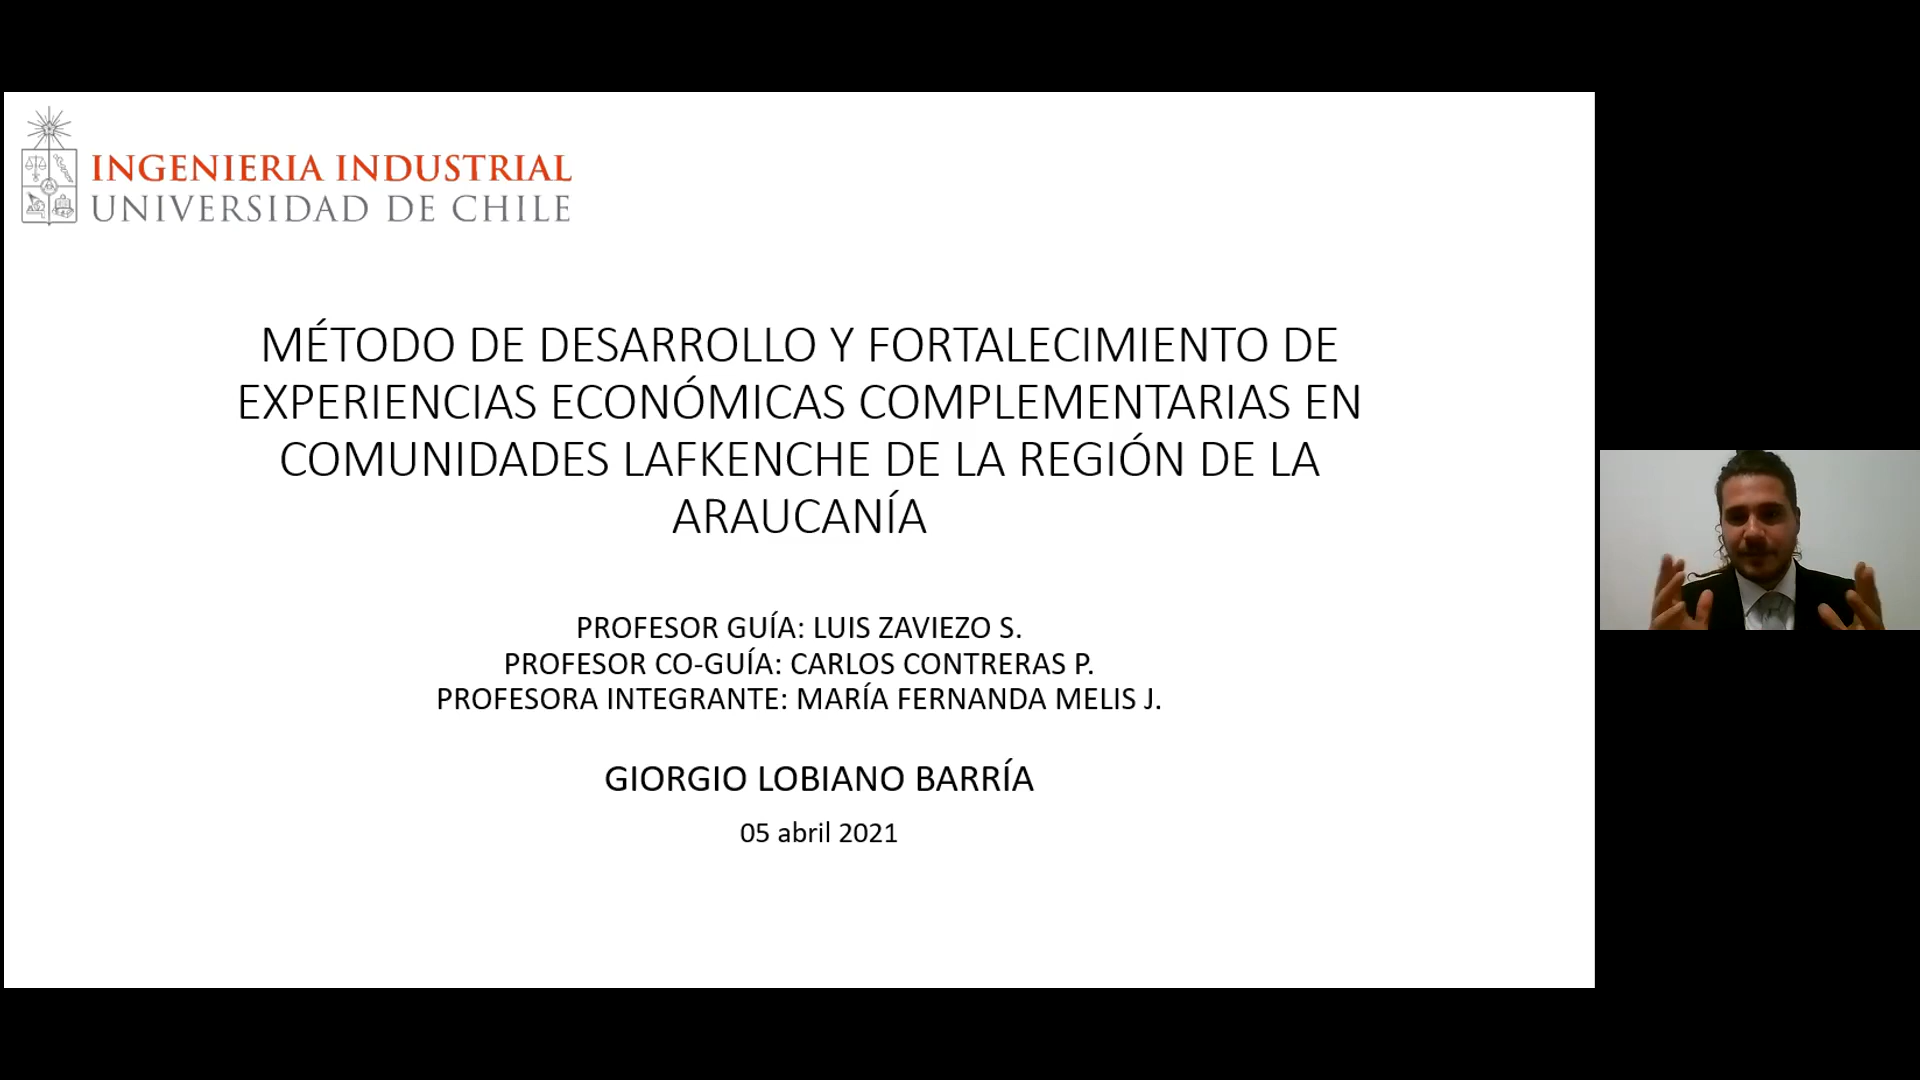 INGENIERIA INDUSTRIAL
UNIVERSIDAD DE CHILE
MÉTODO DE DESARROLLO Y FORTALECIMIENTO DE
EXPERIENCIAS ECONÓMICAS COMPLEMENTARIAS EN
COMUNIDADES LAFKENCHE DE LA REGIÓN DE LA
ARAUCANÍA
PROFESOR GUÍA: LUIS ZAVIEZO S.
PROFESOR CO-GUÍA: CARLOS CONTRERAS P.
PROFESORA INTEGRANTE: MARÍA FERNANDA MELIS J.
GIORGIO LOBIANO BARRÍA
05 abril 2021